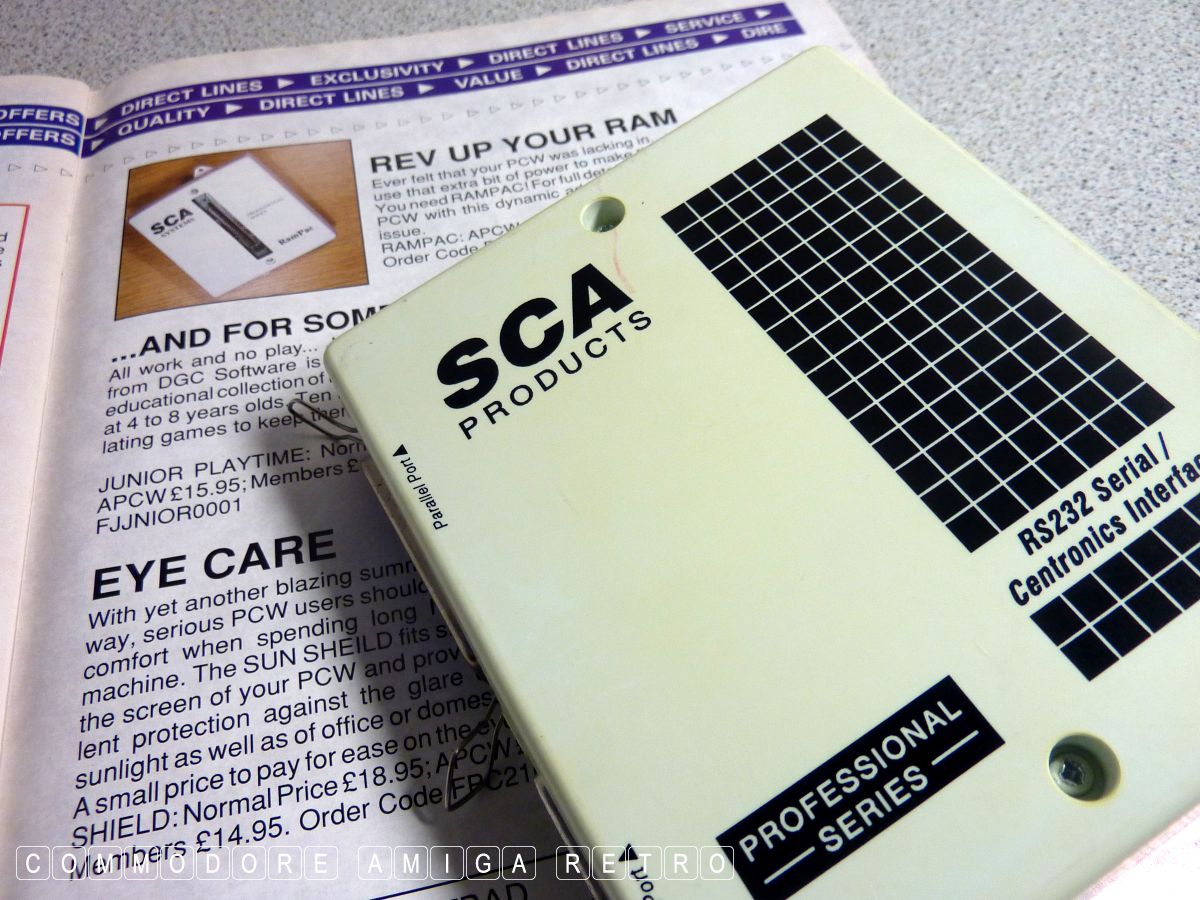 OFFERS
OFFERS
DIRECT LINES ▶ EXCLUSIVITY ▶ DIRECT LINES ▶ SERVICE ▶
▶ QUALITY ▶ DIRECT LINES ▶ VALUE ▶ DIRECT LINES ▶ DIRE
SCA
SYSTEMS
RamPac
REV UP YOUR RAM
Ever felt that your PCW was lacking in
use that extra bit of power to make
You need RAMPAC! For full
PCW with this dynamic
issue.
RAMPAC: APCW
Order Code
...AND FOR
All work and no play...
from DGC Software is
educational collection of
at 4 to 8 years olds. Ten
lating games to keep
JUNIOR PLAYTIME:
APCW £15.95; Members £
FJJNIOR0001
EYE CARE
With yet another blazing
way, serious PCW users
comfort when spending long
machine. The SUN SHEILD fits
the screen of your PCW and
lent protection against the glare
sunlight as well as of office or
A small price to pay for ease on the
SHIELD: Normal Price £18.95; APCW
Members £14.95. Order Code
SCA
PRODUCTS
Parallel Port
RS232 Serial /
Centronics
PROFESSIONAL
SERIES
Port
COMMODORE AMIGA RETRO